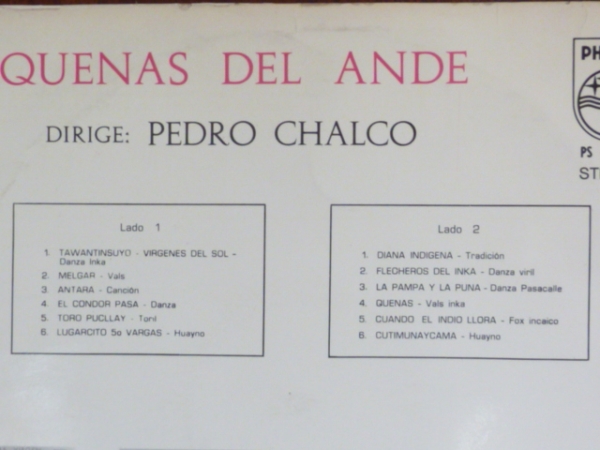 QUENAS DEL ANDE
DIRIGE: PEDRO CHALCO
PH
PS
ST
Lado 1
1. TAWANTINSUYO - VIRGENES DEL SOL -
Danza Inka
2. MELGAR - Vals
3. ANTARA - Canción
4. EL CONDOR PASA - Danza
5. TORO PUCLLAY - Toril
6. LUGARCITO 5o VARGAS - Huayno
Lado 2
1. DIANA INDIGENA - Tradición
2. FLECHEROS DEL INKA - Danza viril
3. LA PAMPA Y LA PUNA - Danza Pasacalle
4. QUENAS - Vals inka
5. CUANDO EL INDIO LLORA - Fox incaico
6. CUTIMUNAYCAMA - Huayno